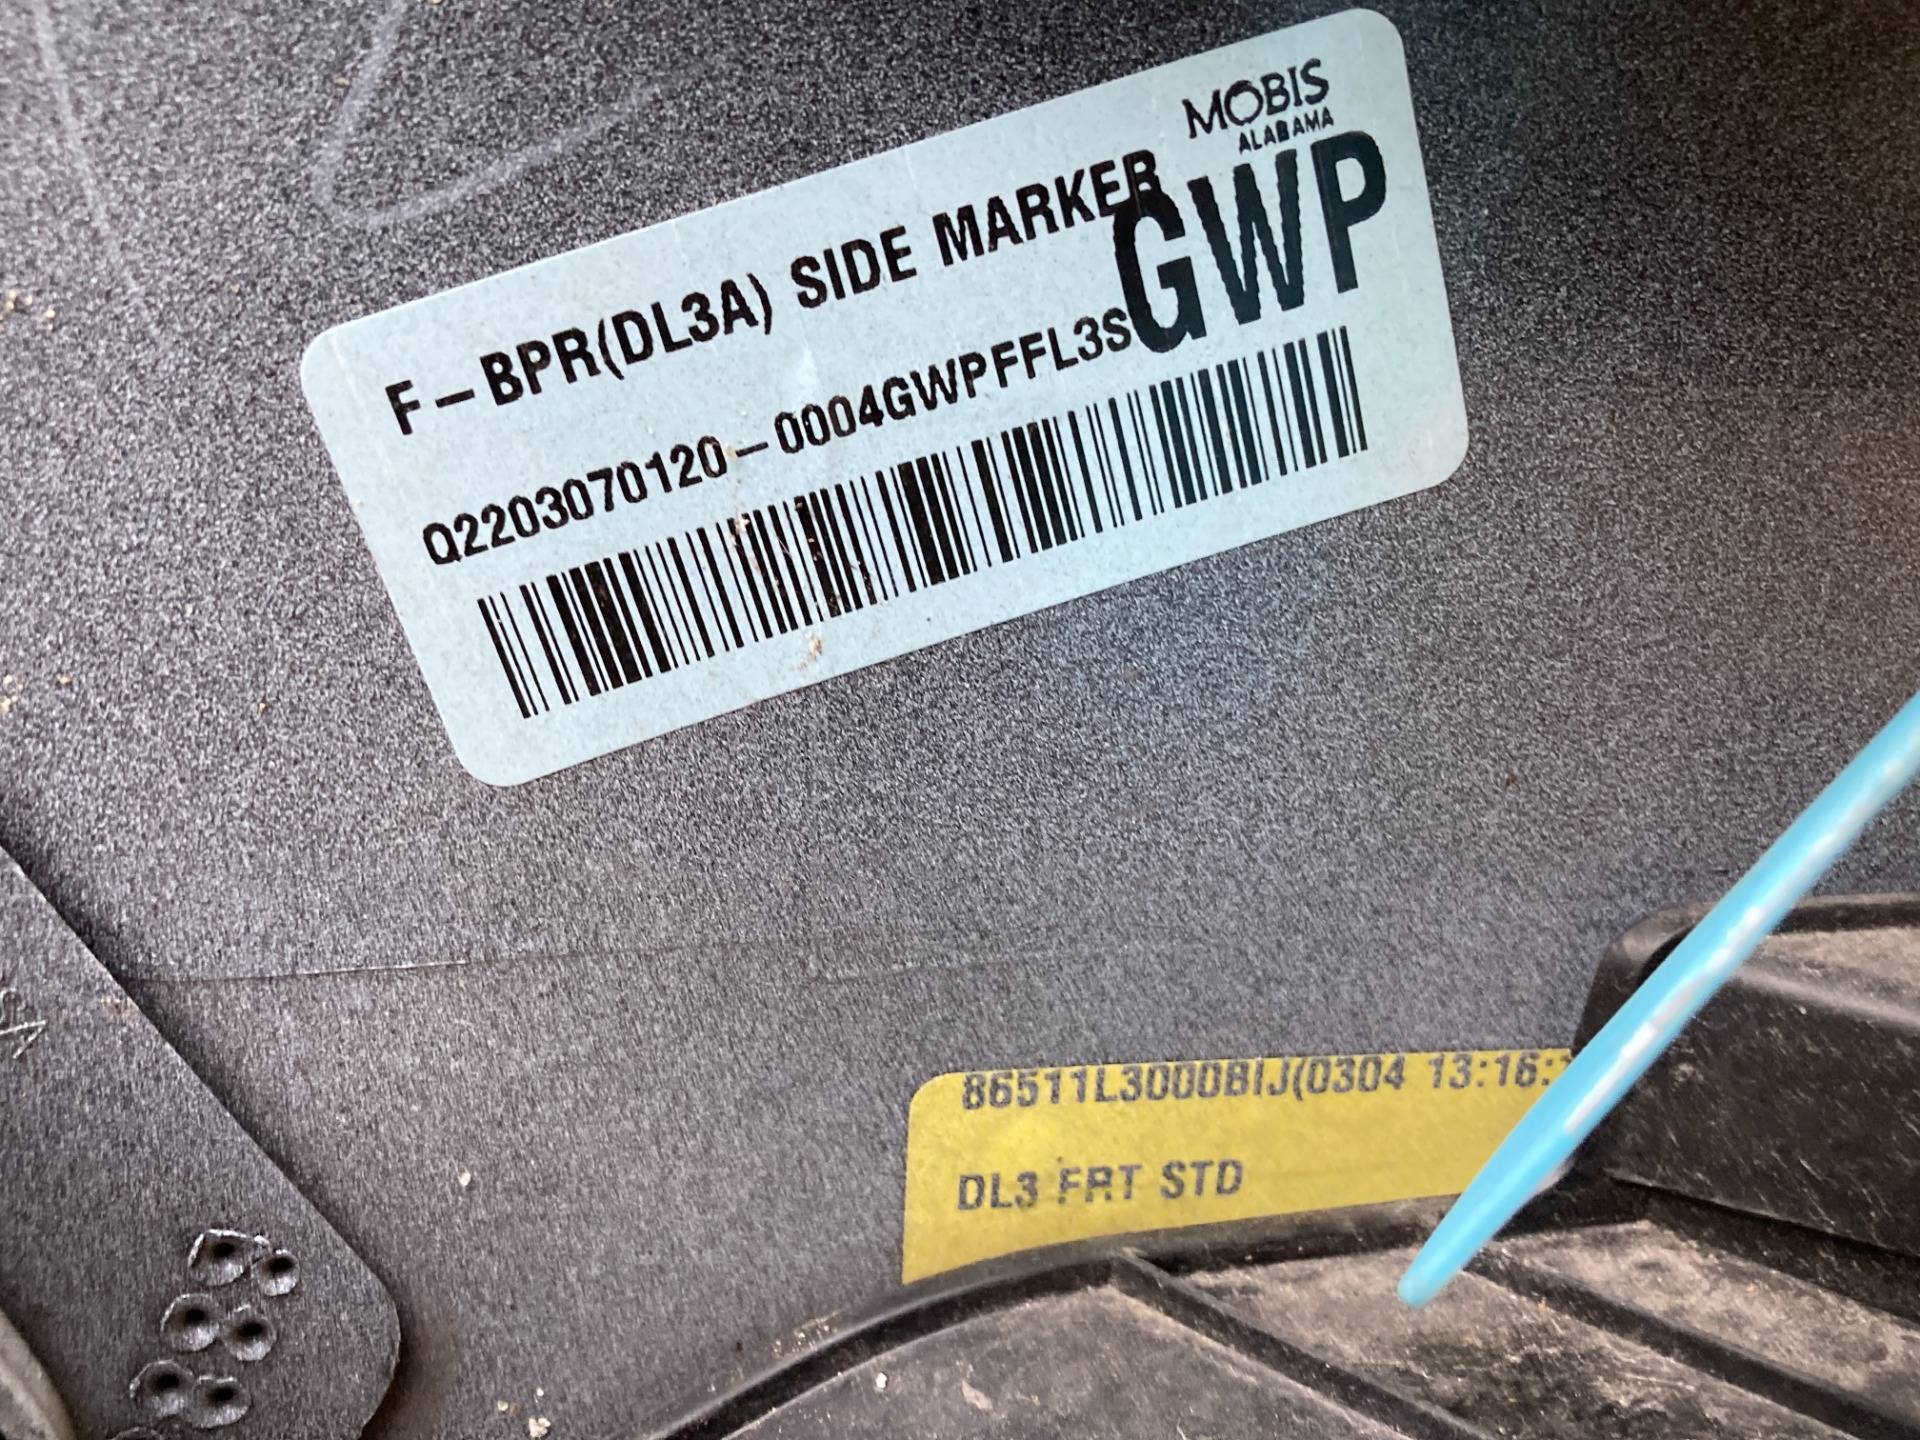 MOBIS
ALABAMA
F-BPR(DL3A) SIDE MARKER
GWP
Q2203070120-0004GWPFFL3S
86511L3000BIJ(0304 13:16:
DL3 FRT STD